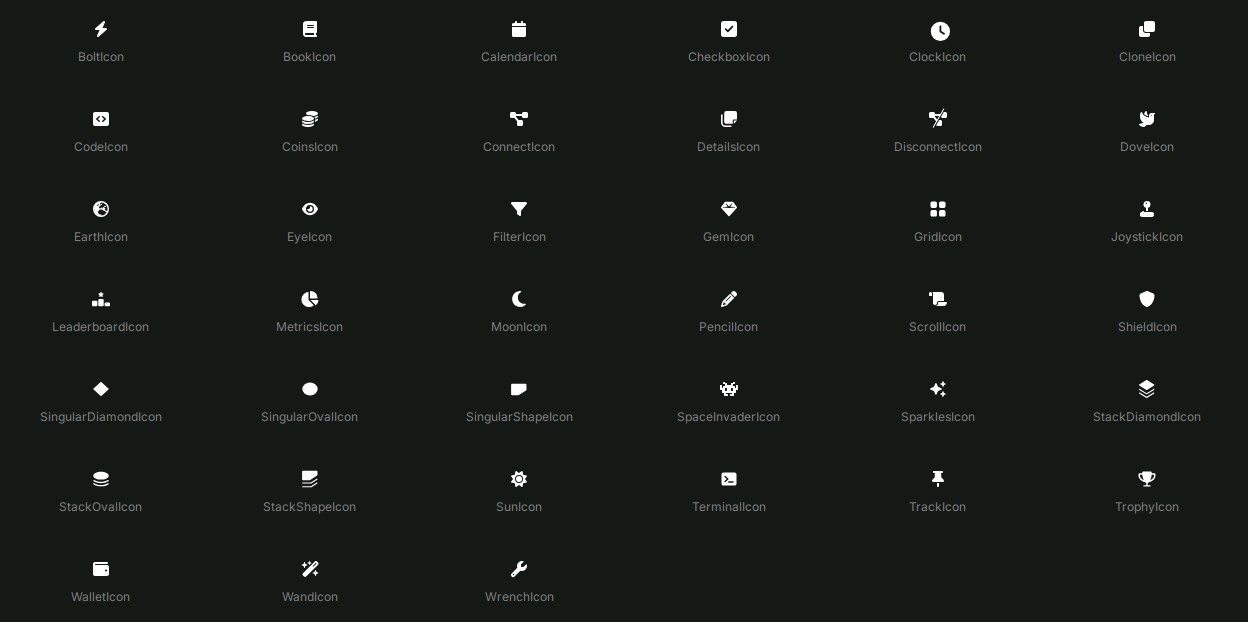 BoltIcon
BookIcon
CalendarIcon
CheckboxIcon
ClockIcon
CloneIcon
CodeIcon
CoinsIcon
ConnectIcon
DetailsIcon
DisconnectIcon
DoveIcon
EarthIcon
EyeIcon
FilterIcon
GemIcon
GridIcon
JoystickIcon
LeaderboardIcon
MetricsIcon
MoonIcon
PencilIcon
ScrollIcon
ShieldIcon
SingularDiamondIcon
SingularOvalIcon
SingularShapeIcon
SpaceInvaderIcon
SparklesIcon
StackDiamondIcon
StackOvalIcon
StackShapeIcon
SunIcon
TerminalIcon
TrackIcon
TrophyIcon
WalletIcon
WandIcon
WrenchIcon